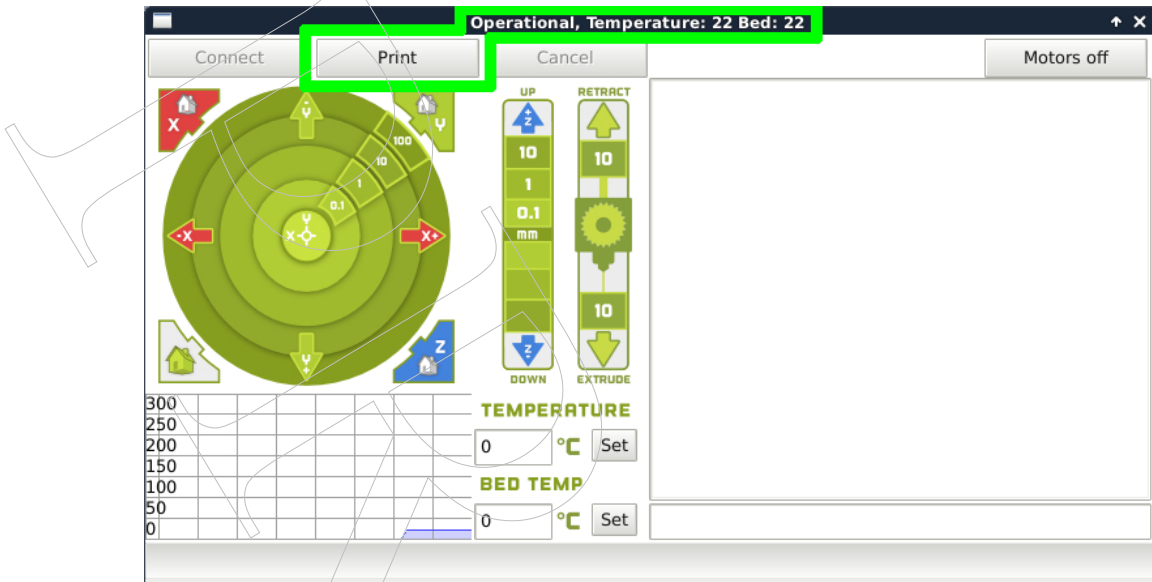 Operational, Temperature: 22 Bed: 22
Connect
Print
Cancel
Motors off
X
-Y
Y
100
10
1
0.1
Y
X
-X
X+
Y+
Z
UP
+Z
10
1
0.1
mm
Z-
DOWN
RETRACT
10
10
EXTRUDE
300
250
200
150
100
50
0
TEMPERATURE
0 °C Set
BED TEMP
0 °C Set